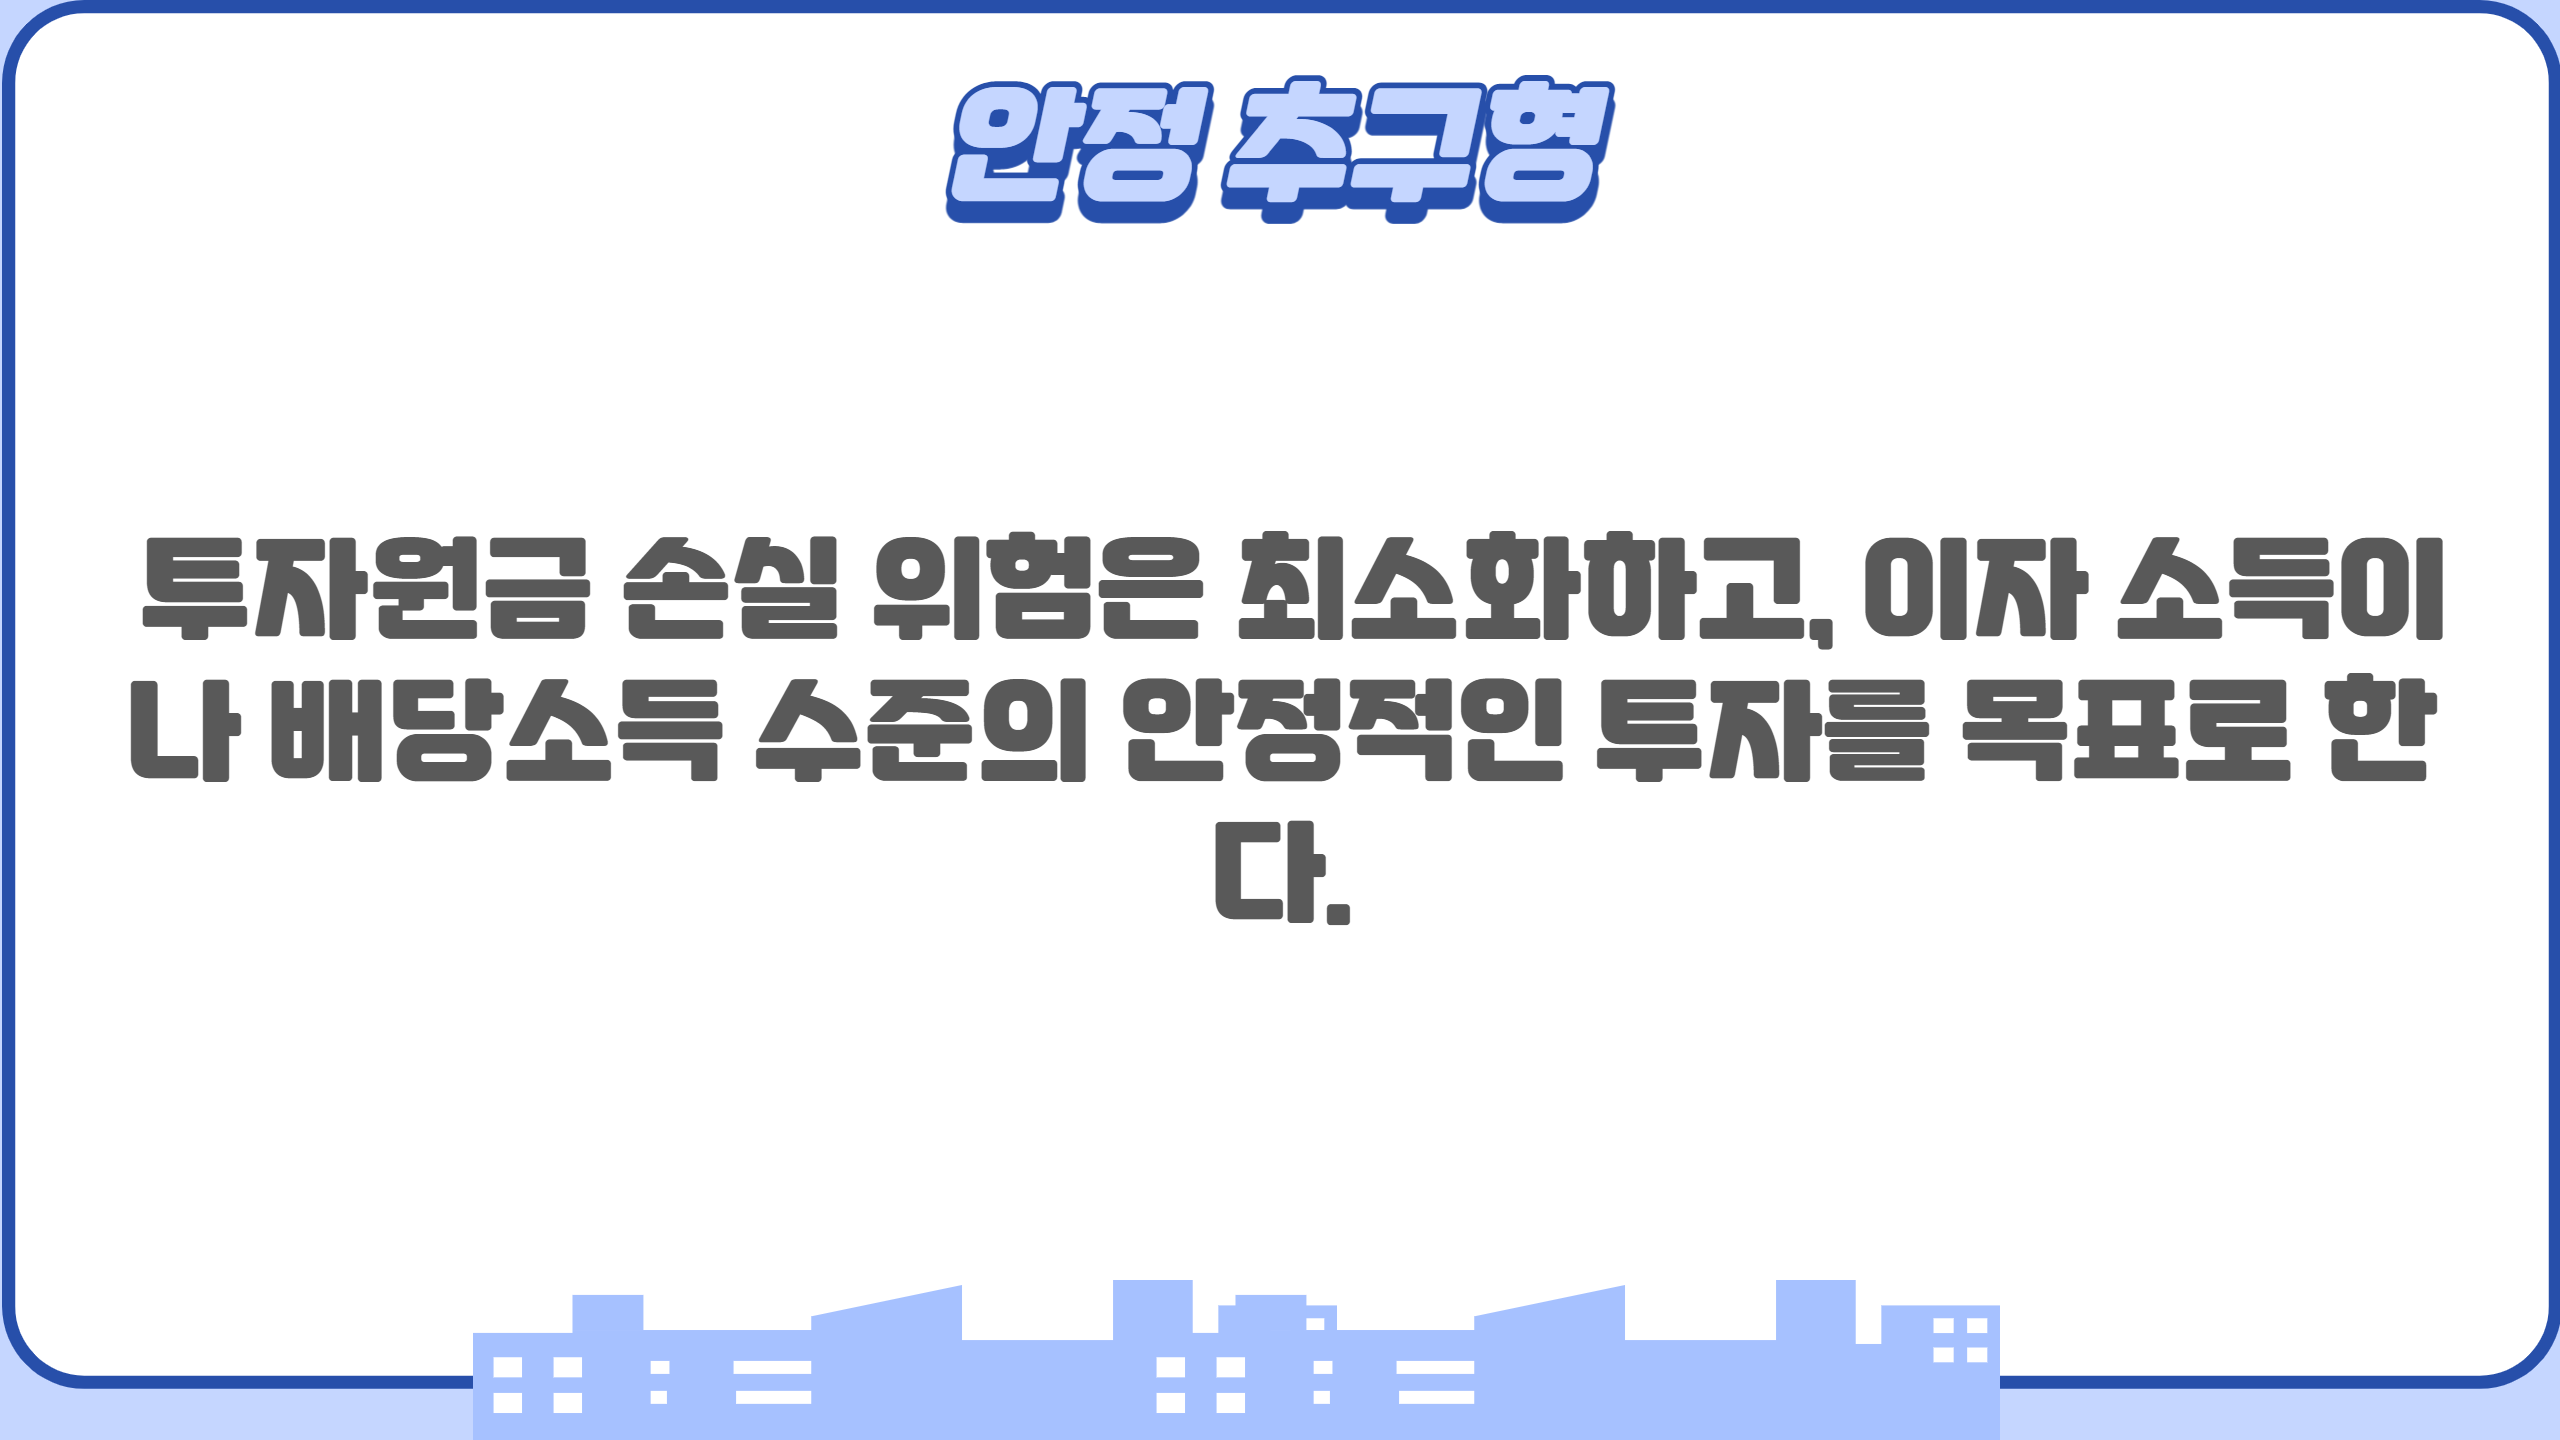 안정 추구형
투자원금 손실 위험은 최소화하고, 이자 소득이
나 배당소득 수준의 안정적인 투자를 목표로 한
다.